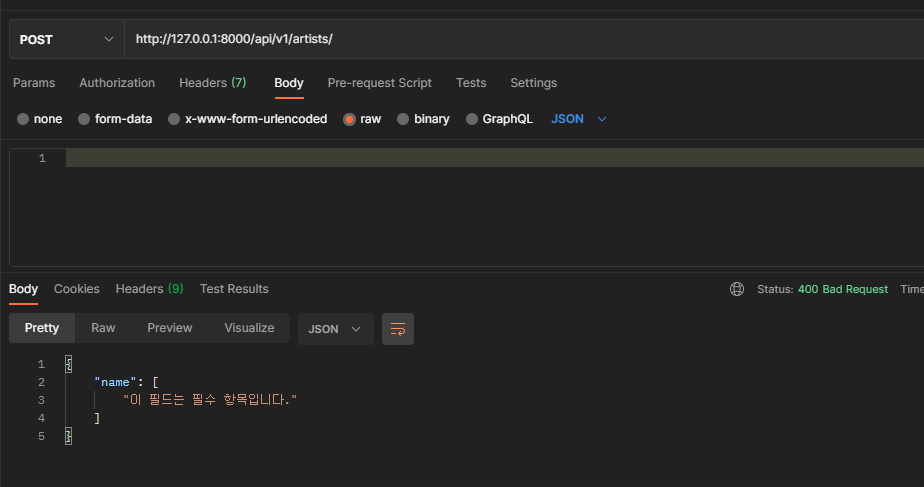 POST http://127.0.0.1:8000/api/v1/artists/
Params Authorization Headers (7) Body Pre-request Script Tests Settings
none form-data x-www-form-urlencoded raw binary GraphQL JSON
1
Body Cookies Headers (9) Test Results Status: 400 Bad Request Time
Pretty Raw Preview Visualize JSON
1 {
2 "name": [
3 "이 필드는 필수 항목입니다."
4 ]
5 }